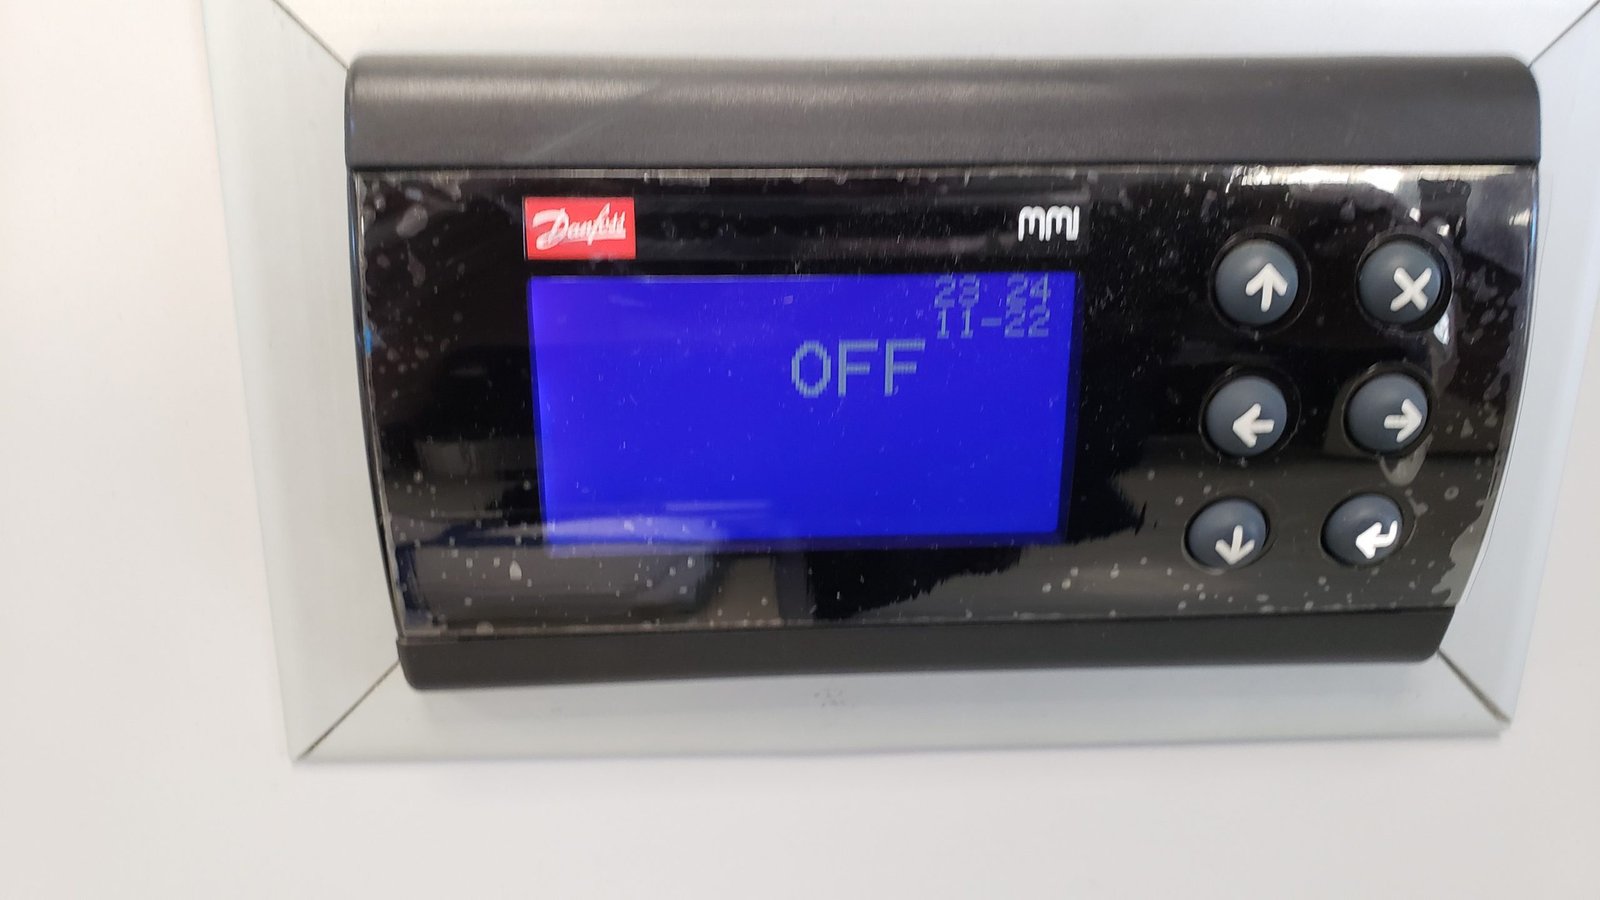 Danfoss
MMI
23 24
11-22
OFF